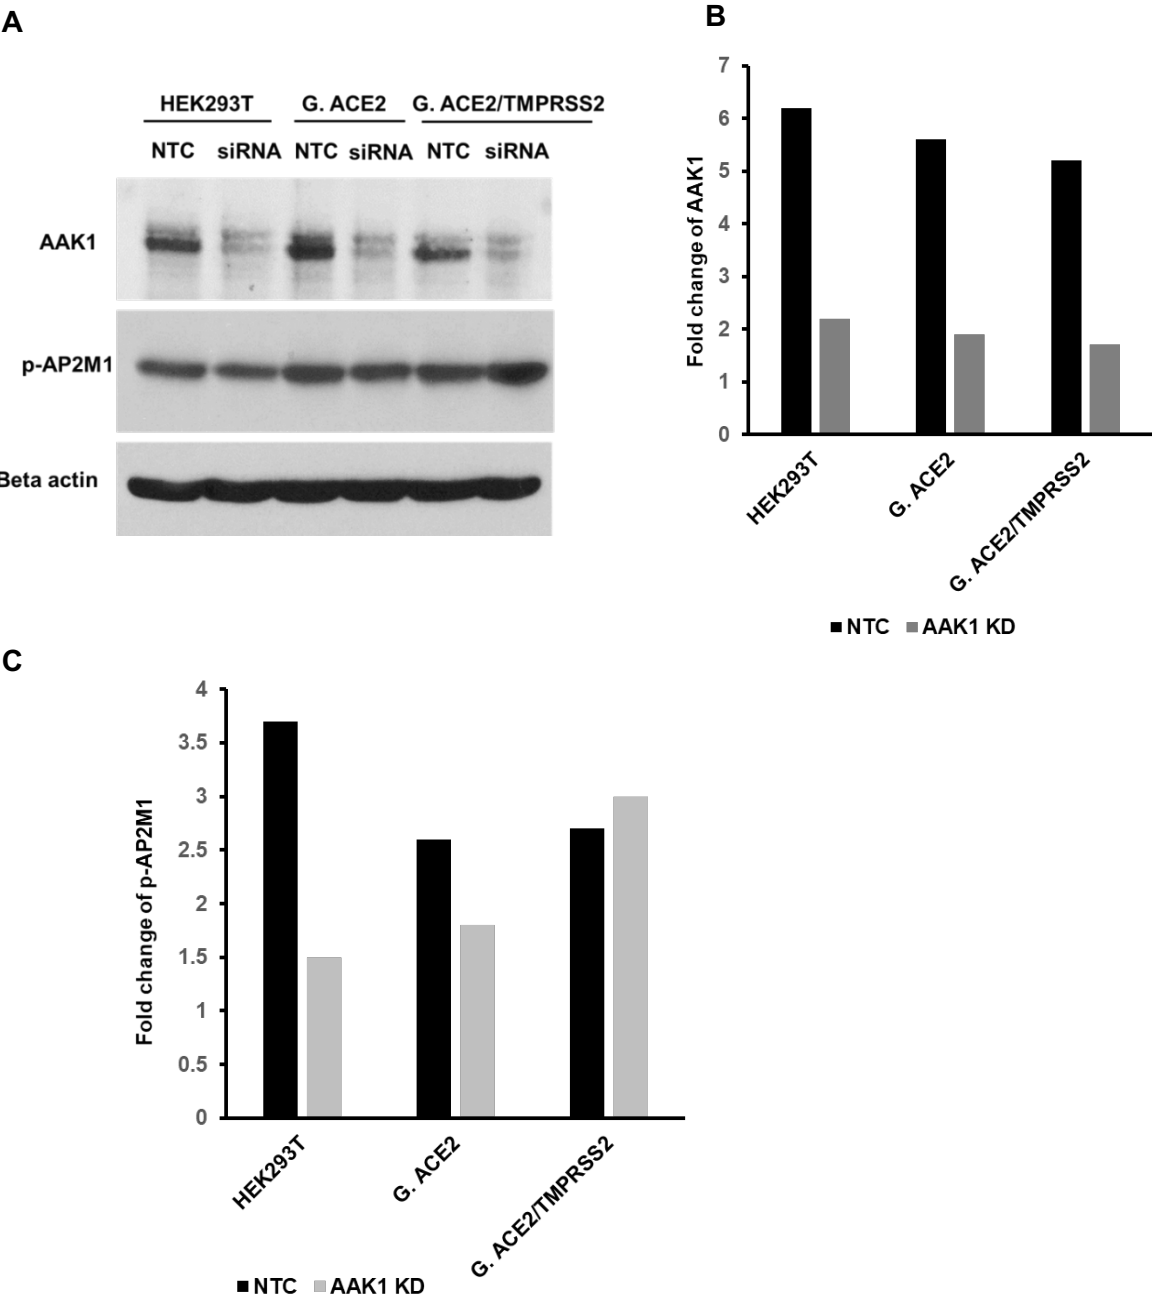 A
HEK293T G. ACE2 G. ACE2/TMPRSS2
NTC siRNA NTC siRNA NTC siRNA
AAK1
p-AP2M1
Beta actin
B
Fold change of AAK1
7
6
5
4
3
2
1
0
HEK293T
G. ACE2
G. ACE2/TMPRSS2
NTC AAK1 KD
C
Fold change of p-AP2M1
4
3.5
3
2.5
2
1.5
1
0.5
0
HEK293T
G. ACE2
G. ACE2/TMPRSS2
NTC AAK1 KD